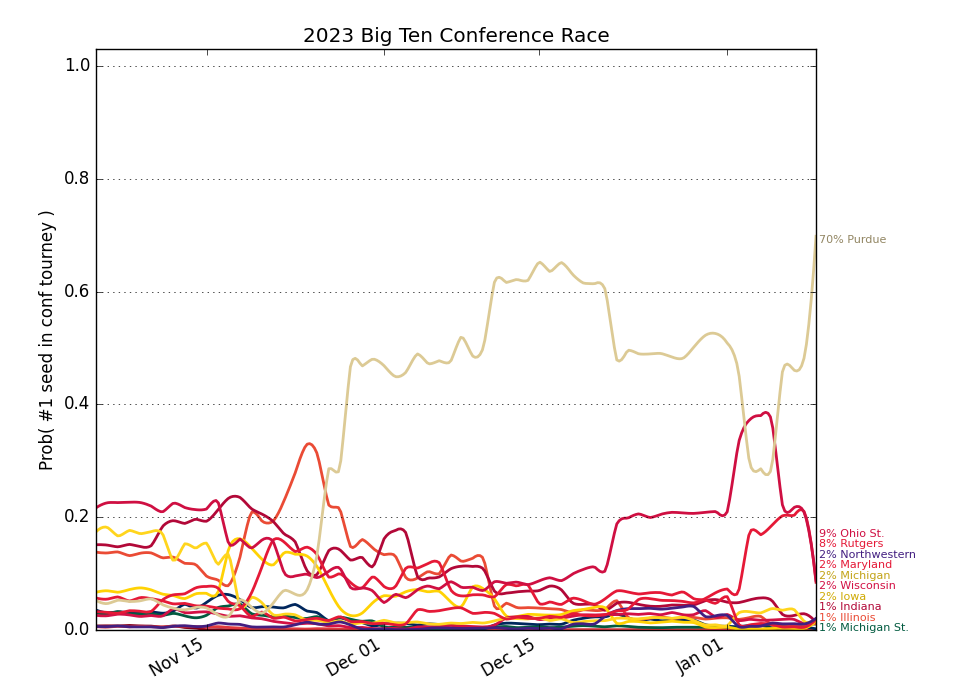 2023 Big Ten Conference Race
Prob( #1 seed in conf tourney )
1.0
0.8
0.6
0.4
0.2
0.0
Nov 15
Dec 01
Dec 15
Jan 01
70% Purdue
9% Ohio St.
8% Rutgers
2% Northwestern
2% Maryland
2% Michigan
2% Wisconsin
2% Iowa
1% Indiana
1% Illinois
1% Michigan St.